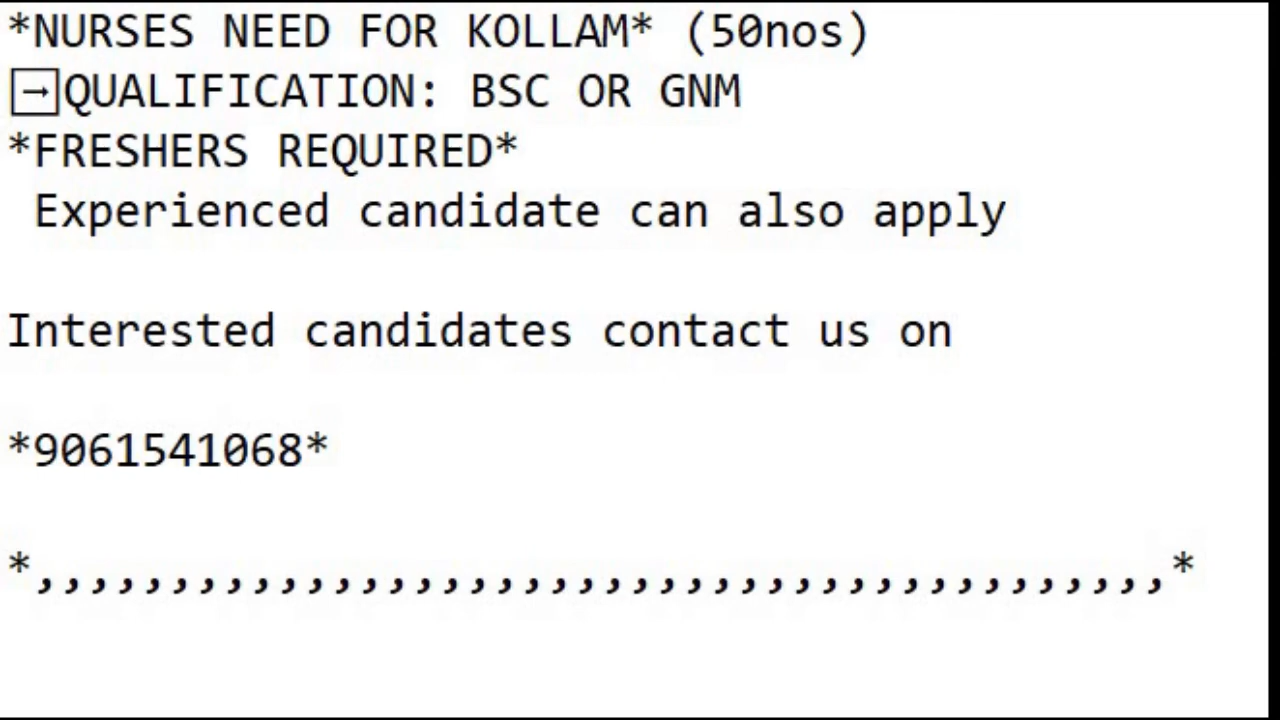 *NURSES NEED FOR KOLLAM* (50nos)
➡QUALIFICATION: BSC OR GNM
*FRESHERS REQUIRED*
Experienced candidate can also apply
Interested candidates contact us on
*9061541068*
*,,,,,,,,,,,,,,,,,,,,,,,,,,,,,,,,,,,,,,,,,,*